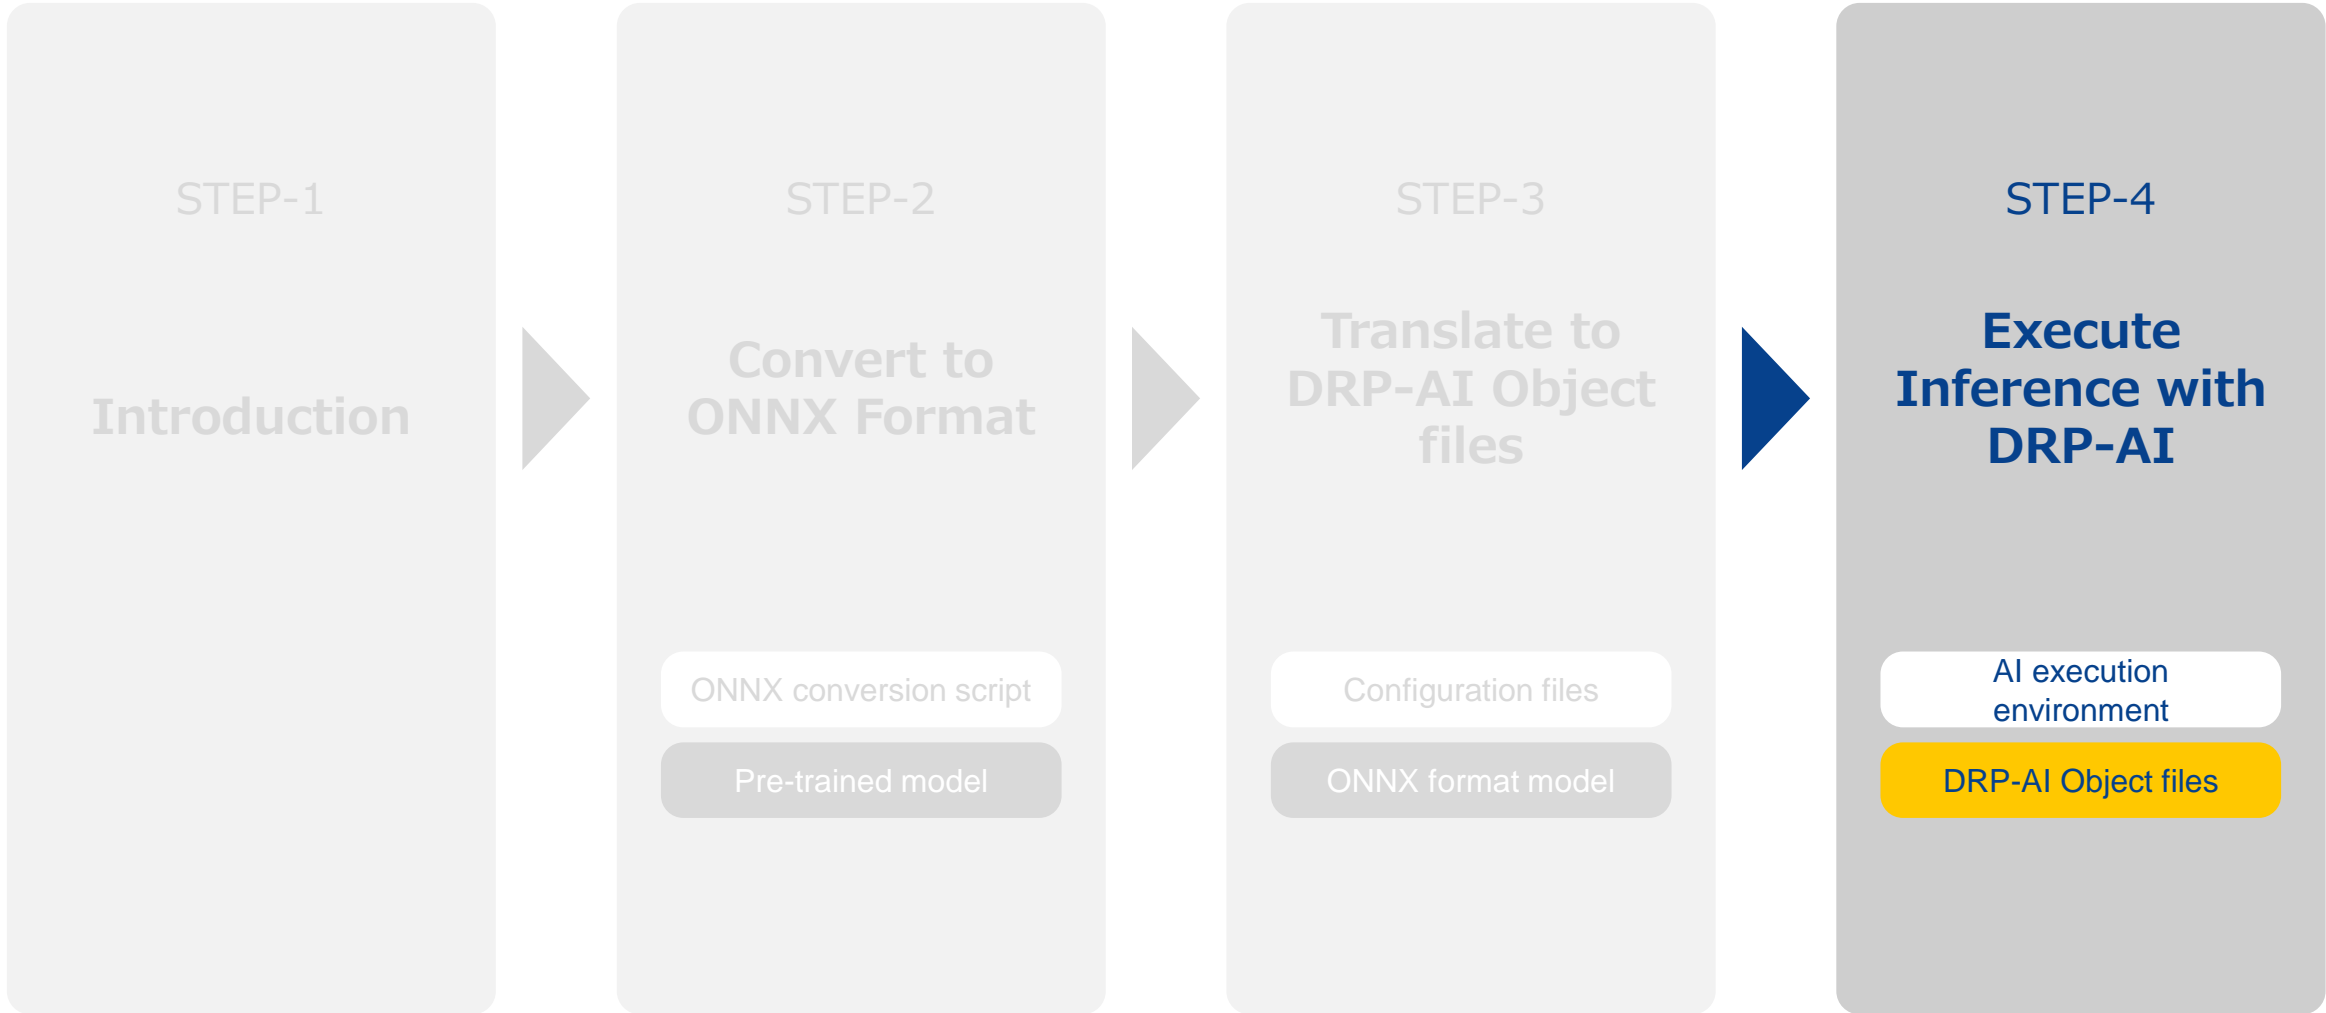 STEP-1
Introduction
STEP-2
Convert to
ONNX Format
ONNX conversion script
Pre-trained model
STEP-3
Translate to
DRP-AI Object
files
Configuration files
ONNX format model
STEP-4
Execute
Inference with
DRP-AI
AI execution
environment
DRP-AI Object files